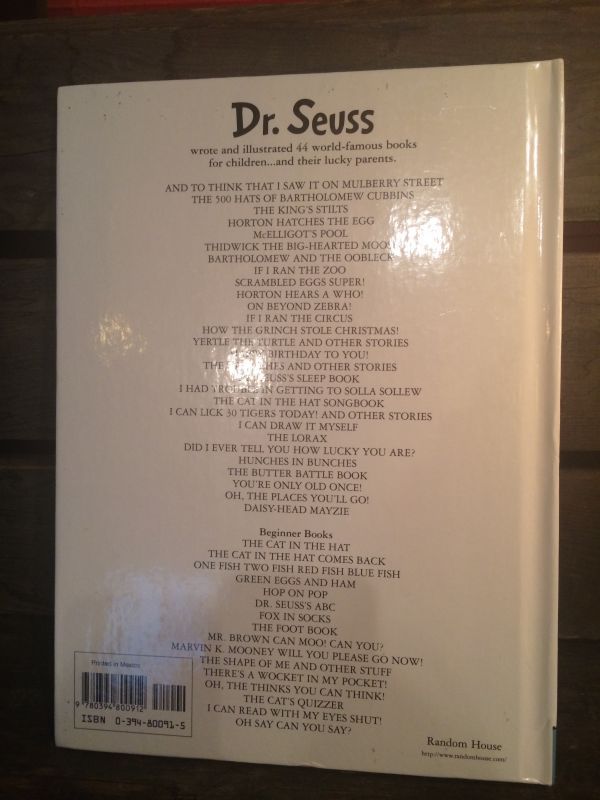 Dr. Seuss
wrote and illustrated 44 world-famous books
for children...and their lucky parents.
AND TO THINK THAT I SAW IT ON MULBERRY STREET
THE 500 HATS OF BARTHOLOMEW CUBBINS
THE KING'S STILTS
HORTON HATCHES THE EGG
McELLIGOT'S POOL
THIDWICK THE BIG-HEARTED MOOSE
BARTHOLOMEW AND THE OOBLECK
IF I RAN THE ZOO
SCRAMBLED EGGS SUPER!
HORTON HEARS A WHO!
ON BEYOND ZEBRA!
IF I RAN THE CIRCUS
HOW THE GRINCH STOLE CHRISTMAS!
YERTLE THE TURTLE AND OTHER STORIES
BIRTHDAY TO YOU!
THE AND OTHER STORIES
SEUSS'S SLEEP BOOK
I HAD TROUBLE IN GETTING TO SOLLA SOLLEW
THE CAT IN THE HAT SONGBOOK
I CAN LICK 30 TIGERS TODAY! AND OTHER STORIES
I CAN DRAW IT MYSELF
THE LORAX
DID I EVER TELL YOU HOW LUCKY YOU ARE?
HUNCHES IN BUNCHES
THE BUTTER BATTLE BOOK
YOU'RE ONLY OLD ONCE!
OH, THE PLACES YOU'LL GO!
DAISY-HEAD MAYZIE
Beginner Books
THE CAT IN THE HAT
THE CAT IN THE HAT COMES BACK
ONE FISH TWO FISH RED FISH BLUE FISH
GREEN EGGS AND HAM
HOP ON POP
DR. SEUSS'S ABC
FOX IN SOCKS
THE FOOT BOOK
MR. BROWN CAN MOO! CAN YOU?
MARVIN K. MOONEY WILL YOU PLEASE GO NOW!
THE SHAPE OF ME AND OTHER STUFF
THERE'S A WOCKET IN MY POCKET!
OH, THE THINKS YOU CAN THINK!
THE CAT'S QUIZZER
I CAN READ WITH MY EYES SHUT!
OH SAY CAN YOU SAY?
Printed in Mexico
9 780394 800912
ISBN 0-394-80091-5
Random House
http://www.randomhouse.com/